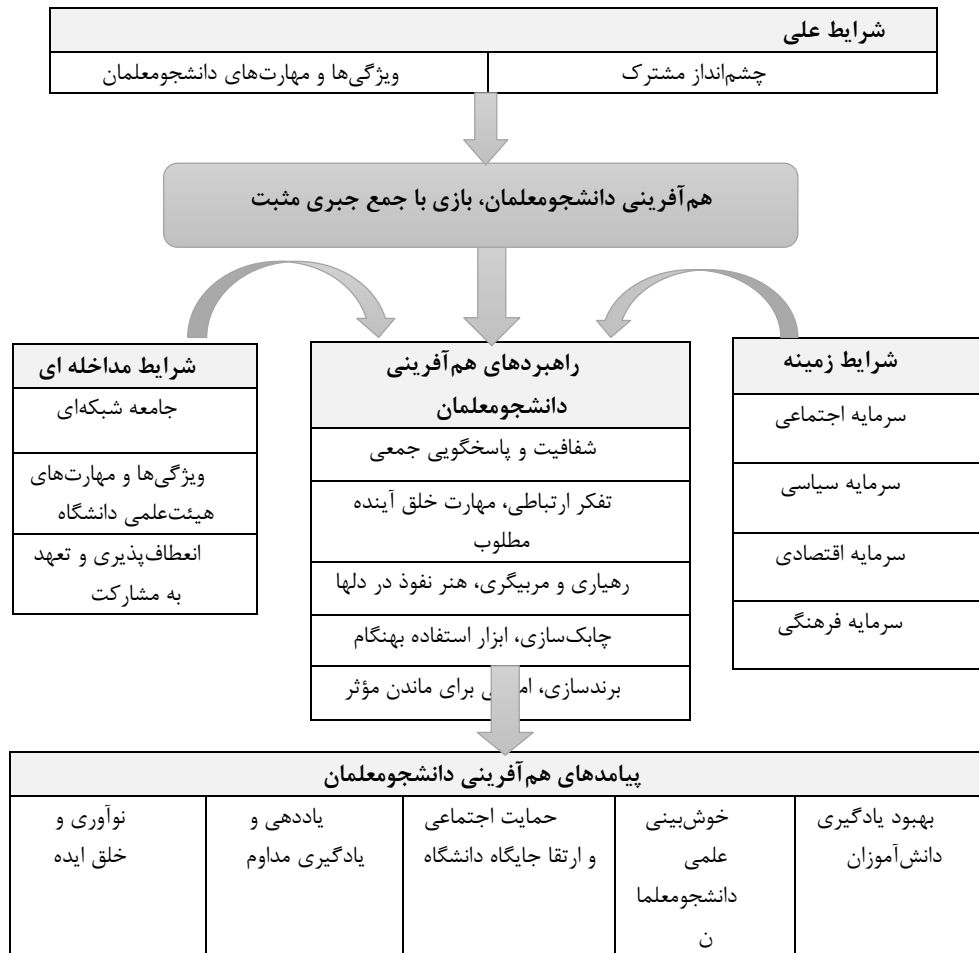 شرایط علی
چشم‌انداز مشترک
ویژگی‌ها و مهارت‌های دانشجومعلمان
هم‌آفرینی دانشجومعلمان، بازی با جمع جبری مثبت
شرایط زمینه
سرمایه اجتماعی
سرمایه سیاسی
سرمایه اقتصادی
سرمایه فرهنگی
راهبردهای هم‌آفرینی
دانشجومعلمان
شفافیت و پاسخگویی جمعی
تفکر ارتباطی، مهارت خلق آینده
مطلوب
رهیاری و مربیگری، هنر نفوذ در دلها
چابک‌سازی، ابزار استفاده بهنگام
برندسازی، برای ماندن مؤثر
شرایط مداخله ای
جامعه شبکه‌ای
ویژگی‌ها و مهارت‌های
هیئت‌علمی دانشگاه
انعطاف‌پذیری و تعهد
به مشارکت
پیامدهای هم‌آفرینی دانشجومعلمان
بهبود یادگیری
دانش‌آموزان
خوش‌بینی
علمی
دانشجومعلما
ن
حمایت اجتماعی
و ارتقا جایگاه دانشگاه
یاددهی و
یادگیری مداوم
نوآوری و
خلق ایده